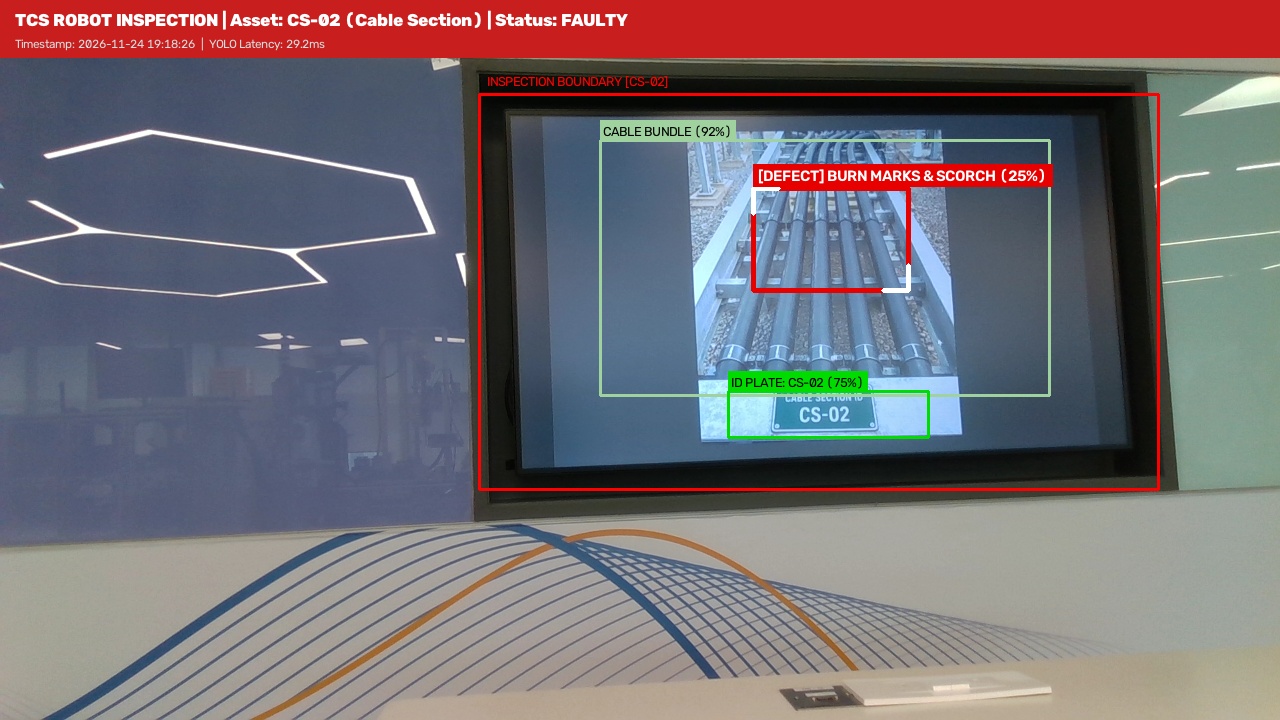 TCS ROBOT INSPECTION | Asset: CS-02 (Cable Section) | Status: FAULTY
Timestamp: 2026-11-24 19:18:26 | YOLO Latency: 29.2ms
INSPECTION BOUNDARY [CS-02]
CABLE BUNDLE (92%)
[DEFECT] BURN MARKS & SCORCH (25%)
ID PLATE: CS-02 (75%)
CABLE SECTION ID
CS-02